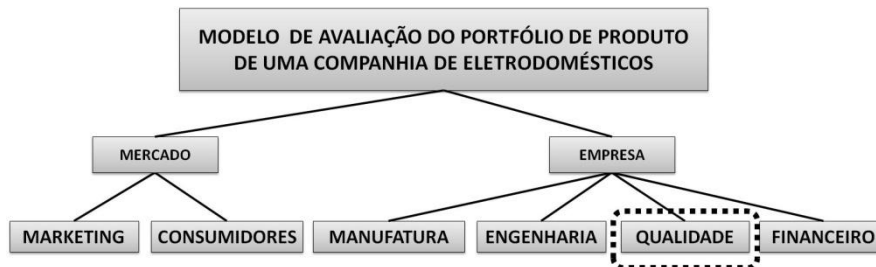 MODELO DE AVALIAÇÃO DO PORTFÓLIO DE PRODUTO
DE UMA COMPANHIA DE ELETRODOMÉSTICOS
MERCADO
EMPRESA
MARKETING
CONSUMIDORES
MANUFATURA
ENGENHARIA
QUALIDADE
FINANCEIRO